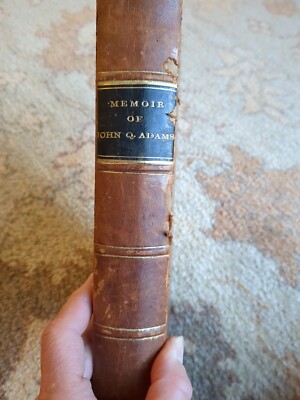 MEMOIR
OF
JOHN Q. ADAMS